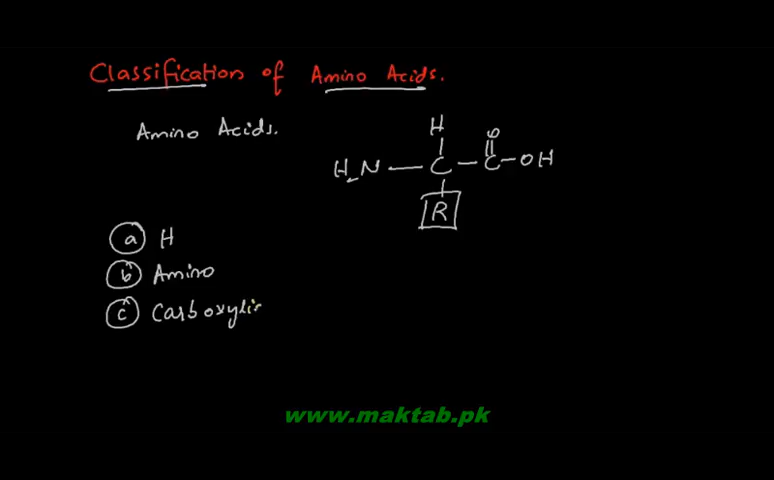 Classification of Amino Acids.
Amino Acids.
H O
H2N — C — C — OH
R
a H
b Amino
c Carboxylic
www.maktab.pk